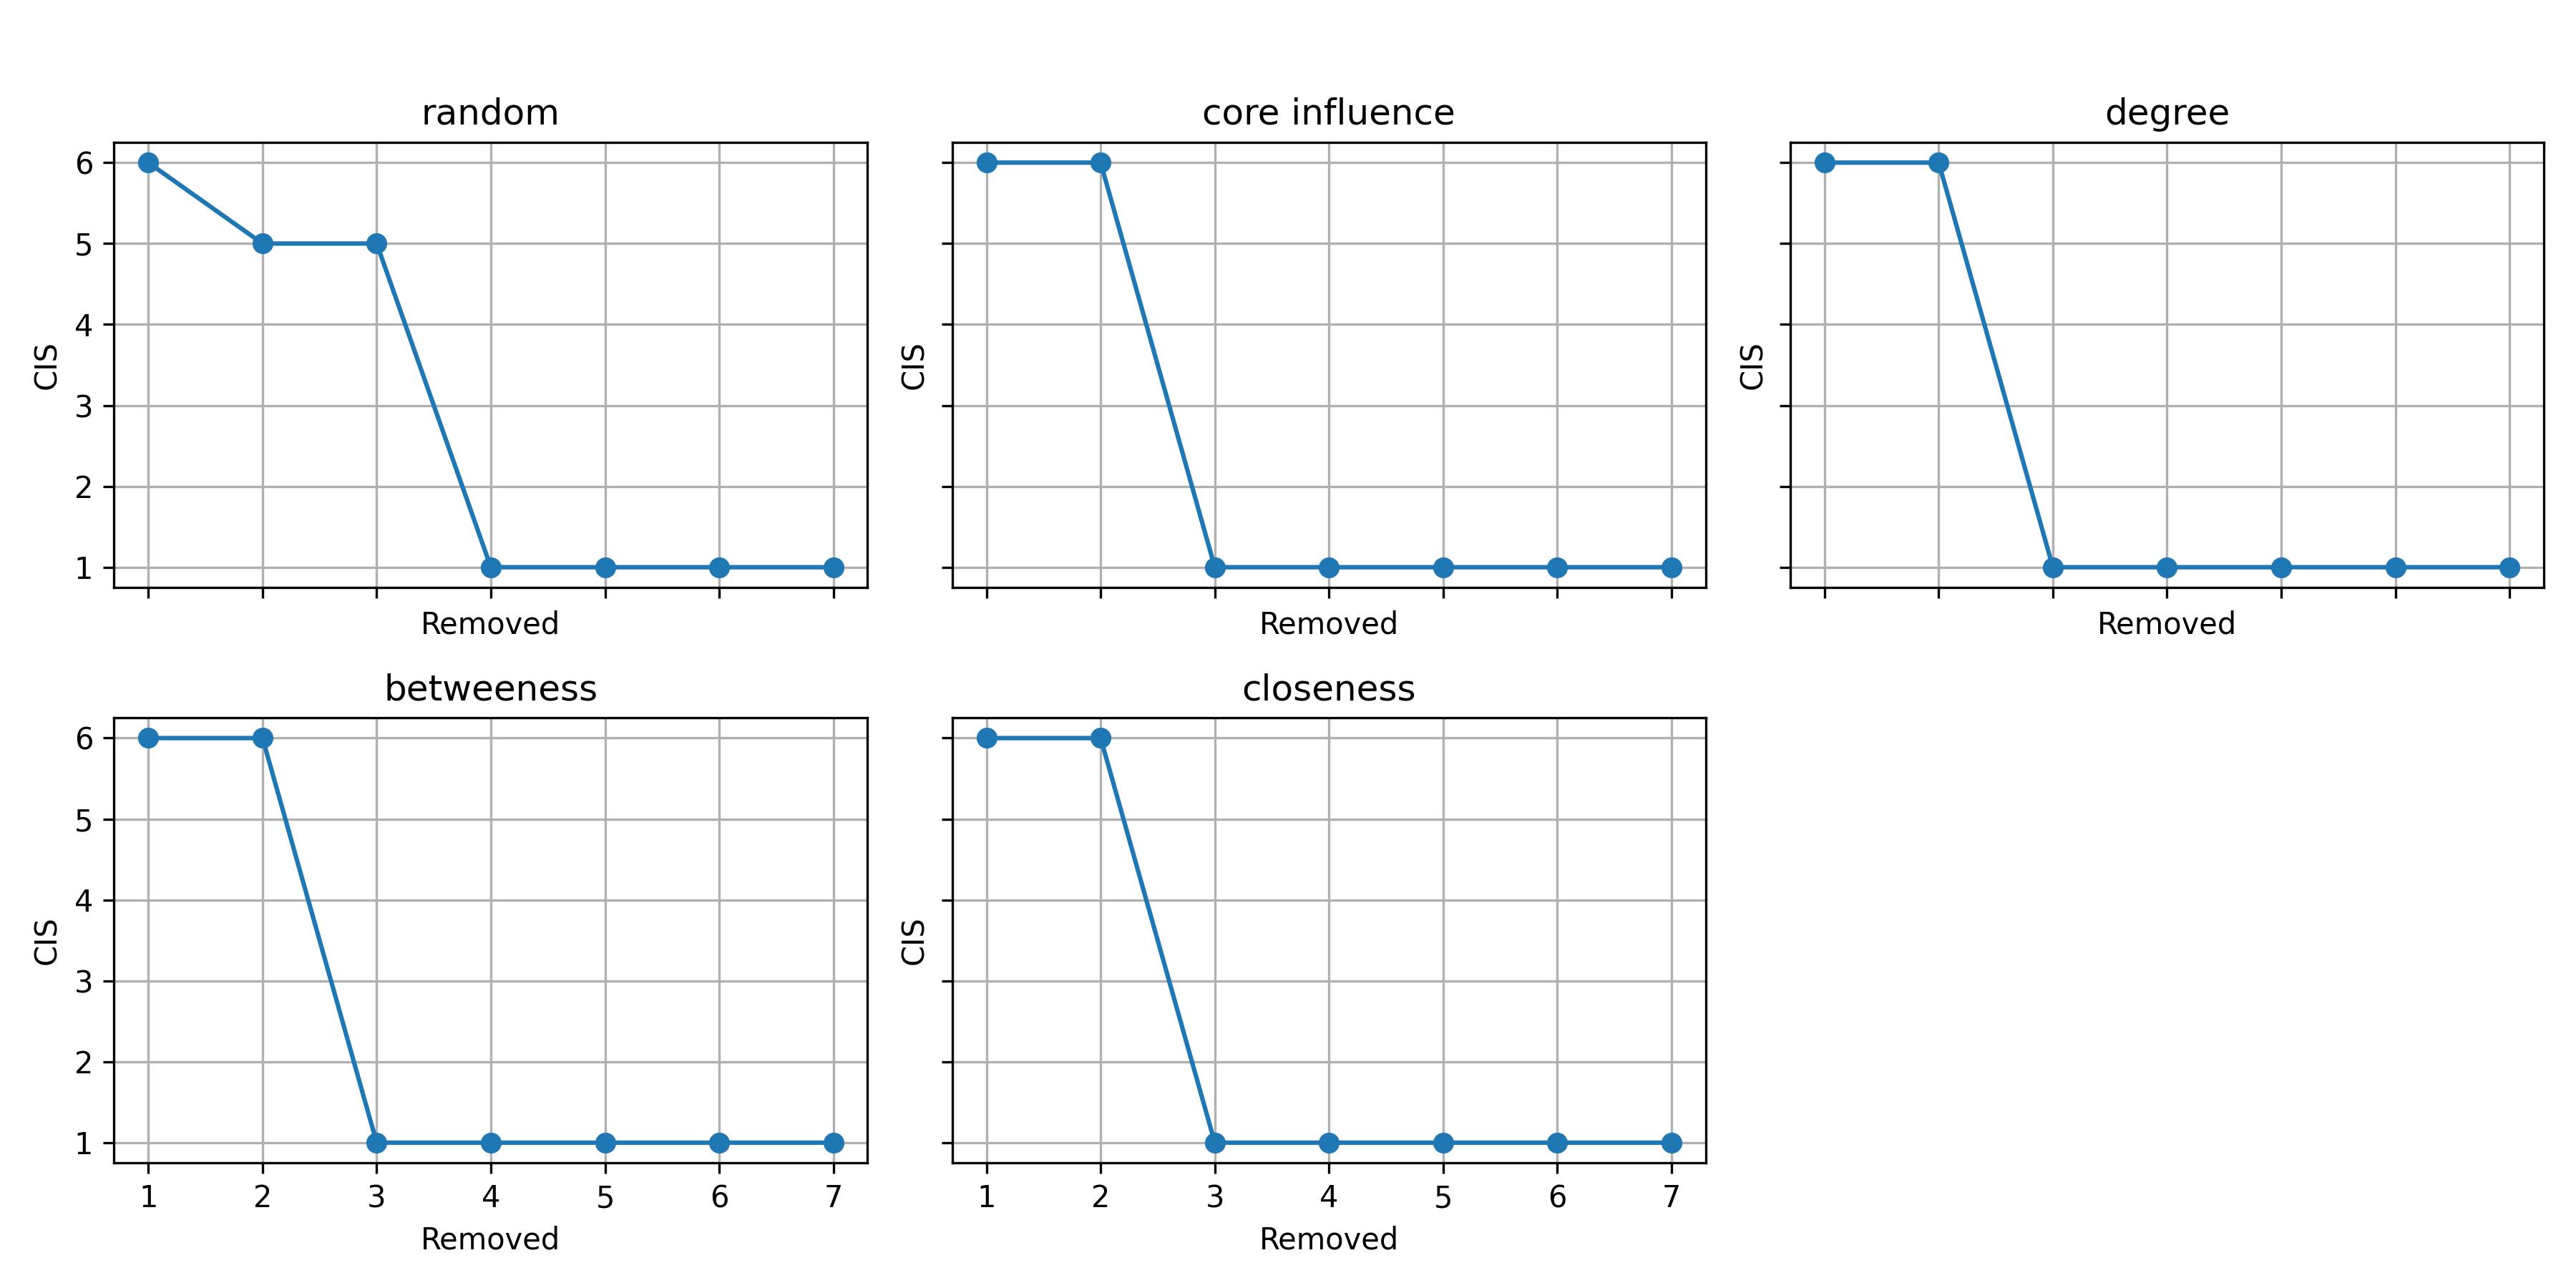 random
core influence
degree
6
5
4
3
2
1
CIS
CIS
CIS
Removed
Removed
Removed
betweeness
closeness
6
5
4
3
2
1
CIS
CIS
1 2 3 4 5 6 7
1 2 3 4 5 6 7
Removed
Removed